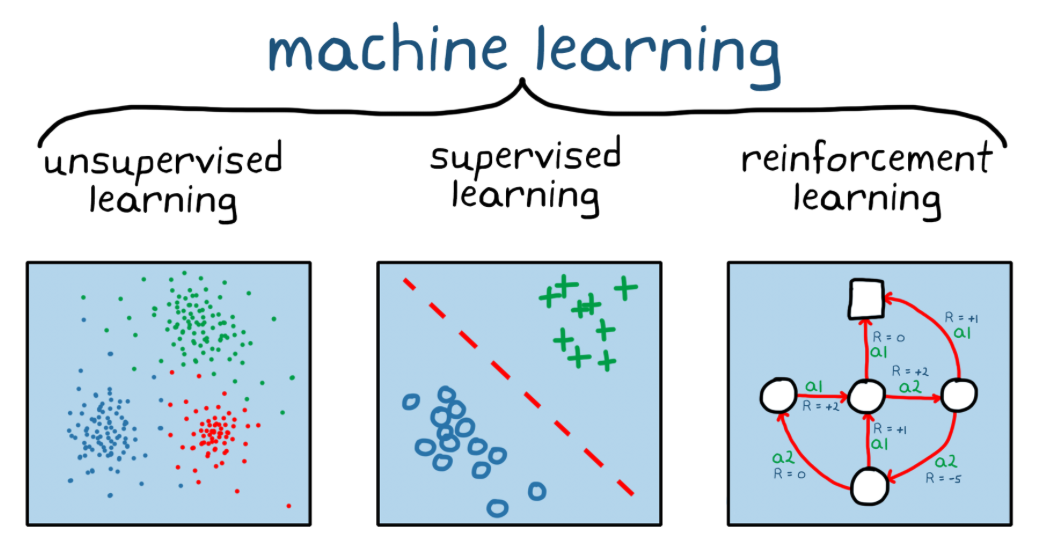 machine learning
unsupervised
learning
supervised
learning
reinforcement
learning
R = +1
a1
R = 0
a1
R = +2
a2
a1
R = +2
R = +1
a1
a2
R = 0
a2
R = -5